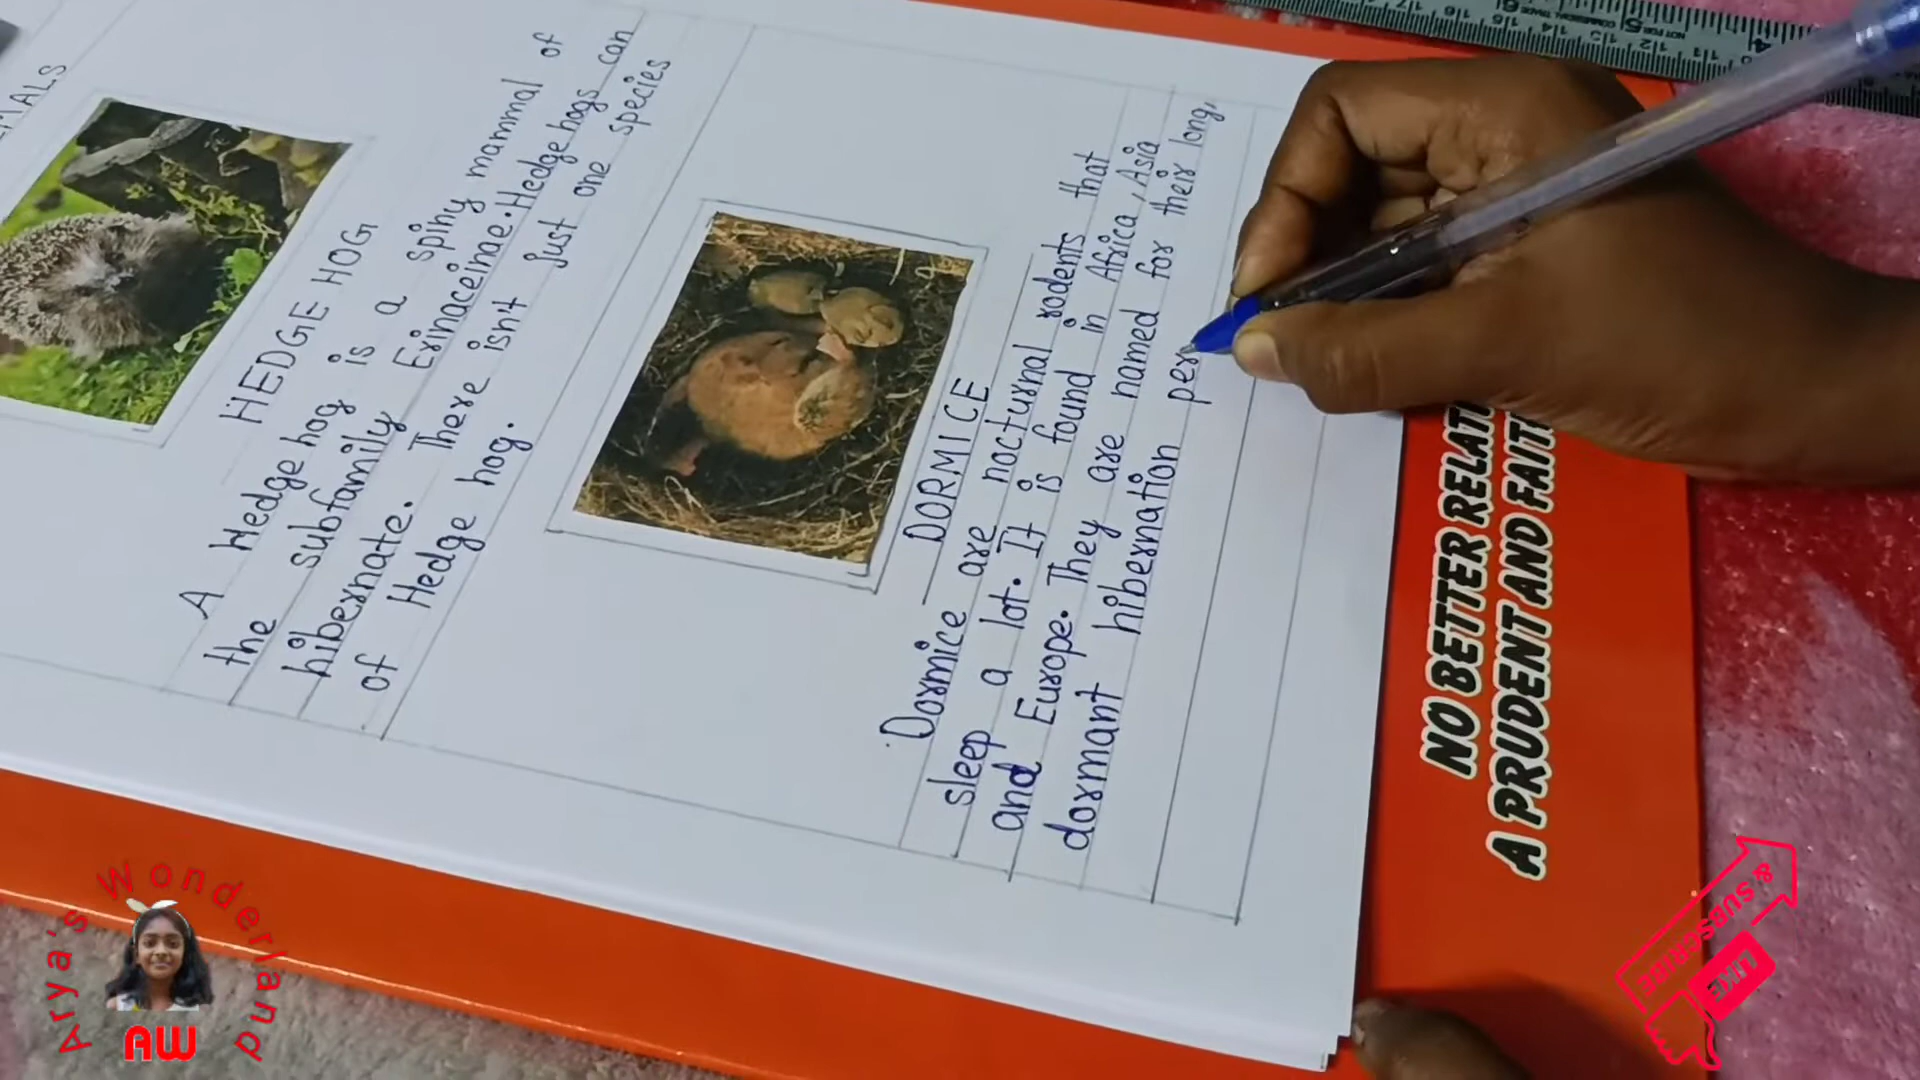 HEDGE HOG
A Hedge hog is a spiny mammal of
the subfamily Erinaceinae. Hedge hogs can
hibernate. There isn't just one species
of Hedge hog.
DORMICE
Dormice are nocturnal rodents that
sleep a lot. It is found in Africa, Asia
and Europe. They are named for their long,
dormant hibernation per
NO BETTER RELAT
A PRUDENT AND FAIT
Arya's Wonderland
AW
LIKE
& SUBSCRIBE